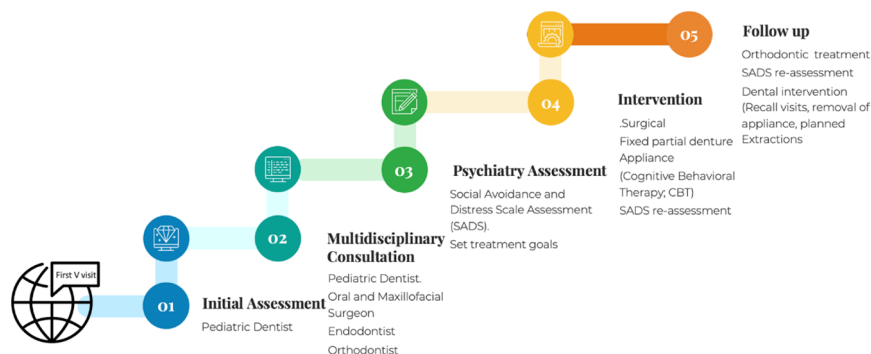 First V visit
01
Initial Assessment
Pediatric Dentist
02
Multidisciplinary
Consultation
Pediatric Dentist.
Oral and Maxillofacial
Surgeon
Endodontist
Orthodontist
03
Psychiatry Assessment
Social Avoidance and
Distress Scale Assessment
(SADS).
Set treatment goals
04
Intervention
.Surgical
Fixed partial denture
Appliance
(Cognitive Behavioral
Therapy; CBT)
SADS re-assessment
05
Follow up
Orthodontic treatment
SADS re-assessment
Dental intervention
(Recall visits, removal of
appliance, planned
Extractions